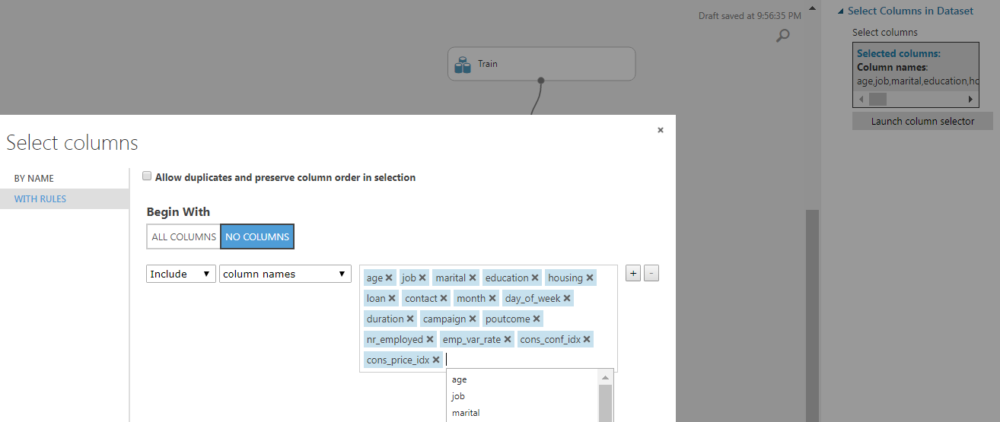 Draft saved at 9:56:35 PM
Select Columns in Dataset
Select columns
Selected columns:
Column names:
age,job,marital,education,ho
Launch column selector
Train
Select columns
BY NAME
WITH RULES
Allow duplicates and preserve column order in selection
Begin With
ALL COLUMNS NO COLUMNS
Include column names
age job marital education housing
loan contact month day_of_week
duration campaign poutcome
nr_employed emp_var_rate cons_conf_idx
cons_price_idx
+ -
age
job
marital